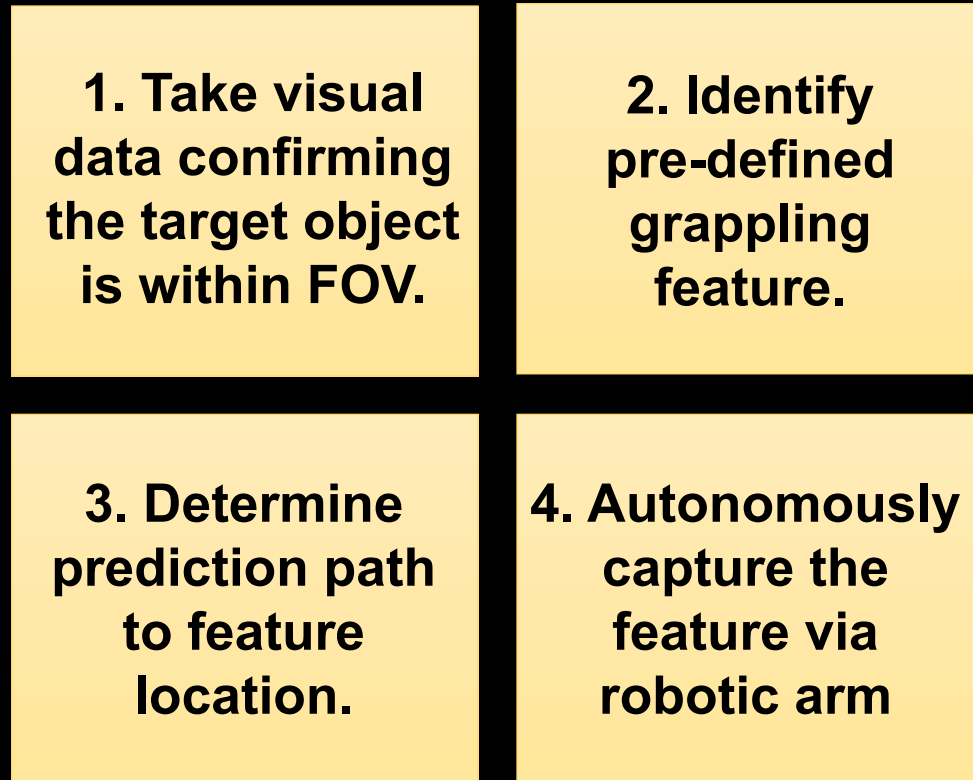 1. Take visual
data confirming
the target object
is within FOV.
2. Identify
pre-defined
grappling
feature.
3. Determine
prediction path
to feature
location.
4. Autonomously
capture the
feature via
robotic arm